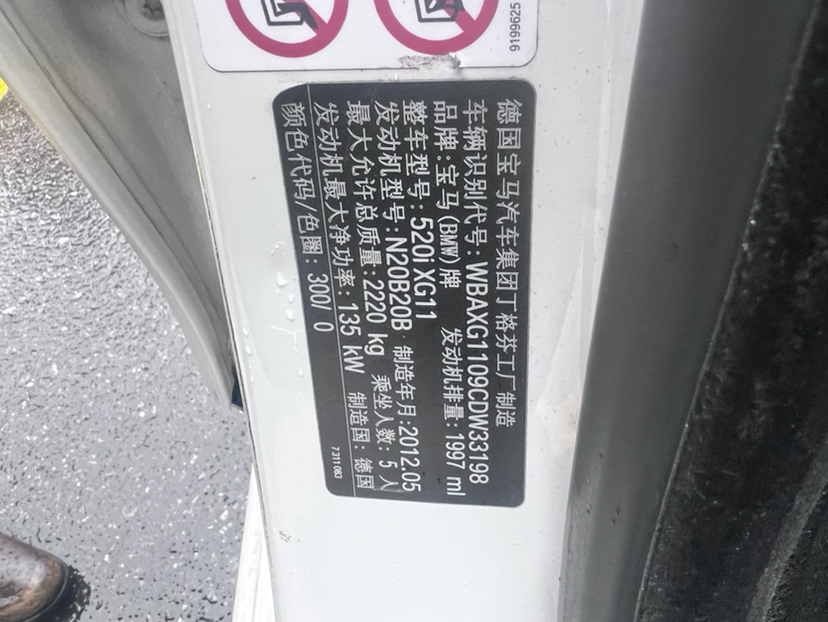 9199625
德国宝马汽车集团丁格芬工厂制造
车辆识别代号：WBAXG1109CDW33198
品牌：宝马(BMW)牌 发动机排量：1997 ml
整车型号：520i XG11
发动机型号：N20B20B 制造年月：2012.05
最大允许总质量：2220 kg 乘坐人数：5 人
发动机最大净功率：135 kW 制造国：德国
颜色代码/色圈：300/ 0
7311083